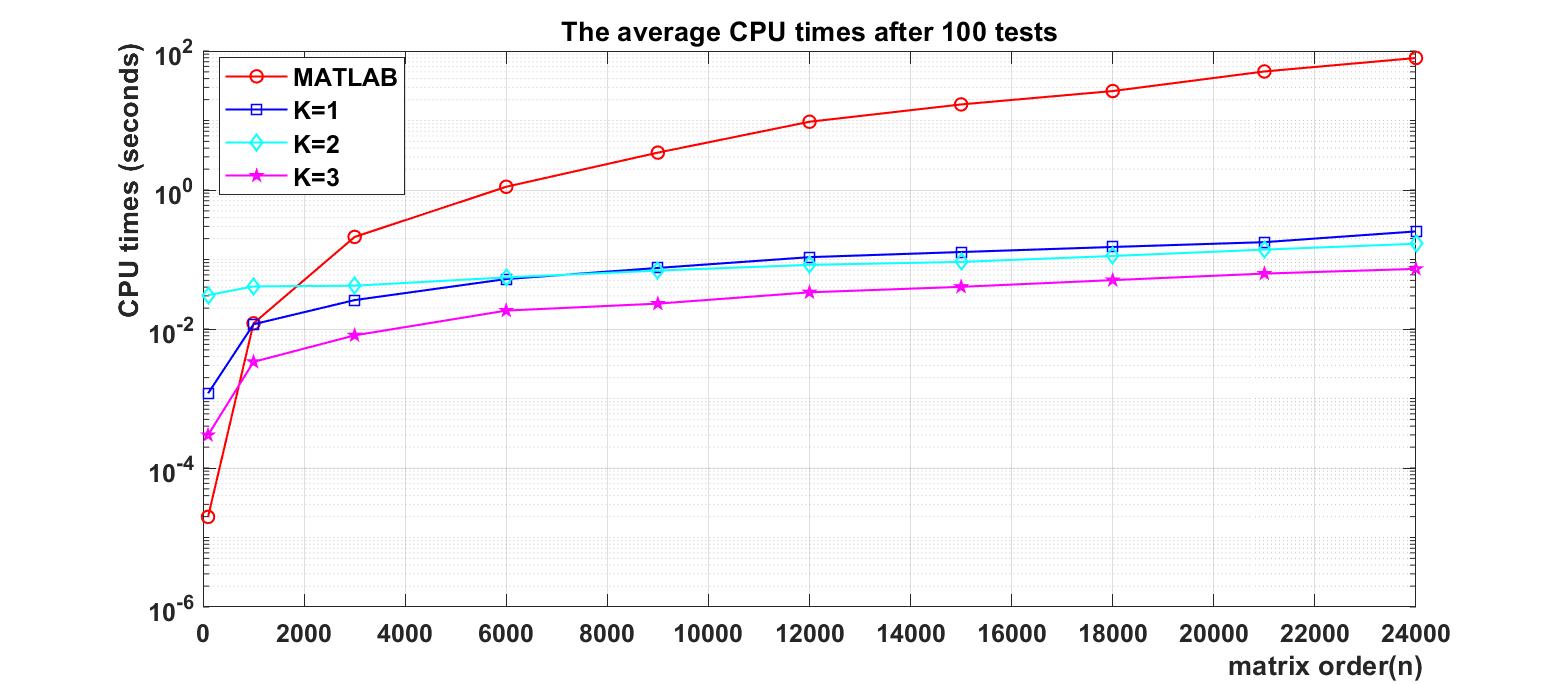 The average CPU times after 100 tests
CPU times (seconds)
10^2
10^0
10^-2
10^-4
10^-6
MATLAB
K=1
K=2
K=3
0 2000 4000 6000 8000 10000 12000 14000 16000 18000 20000 22000 24000
matrix order(n)